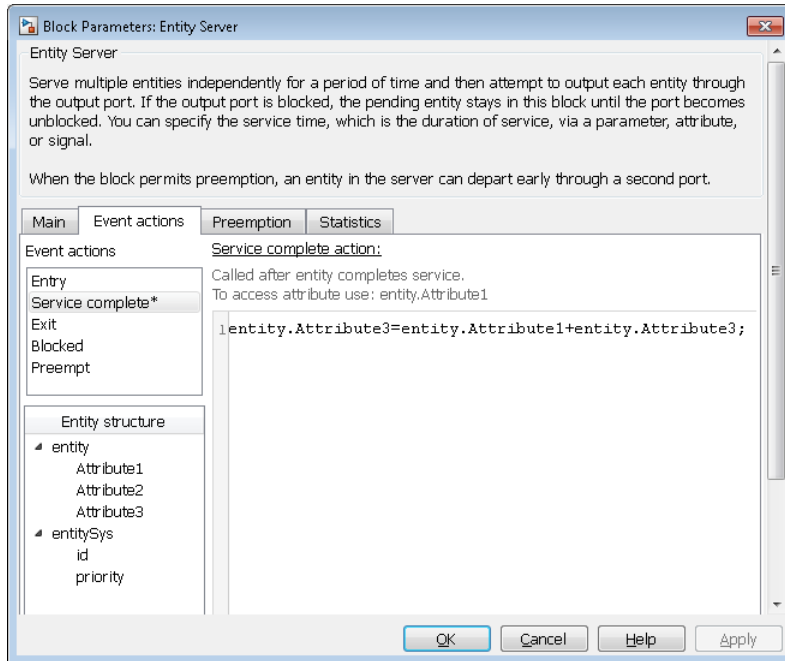 Block Parameters: Entity Server
Entity Server
Serve multiple entities independently for a period of time and then attempt to output each entity through
the output port. If the output port is blocked, the pending entity stays in this block until the port becomes
unblocked. You can specify the service time, which is the duration of service, via a parameter, attribute,
or signal.
When the block permits preemption, an entity in the server can depart early through a second port.
Main Event actions Preemption Statistics
Event actions
Entry
Service complete*
Exit
Blocked
Preempt
Entity structure
entity
Attribute1
Attribute2
Attribute3
entitySys
id
priority
Service complete action:
Called after entity completes service.
To access attribute use: entity.Attribute1
1 entity.Attribute3=entity.Attribute1+entity.Attribute3;
OK Cancel Help Apply